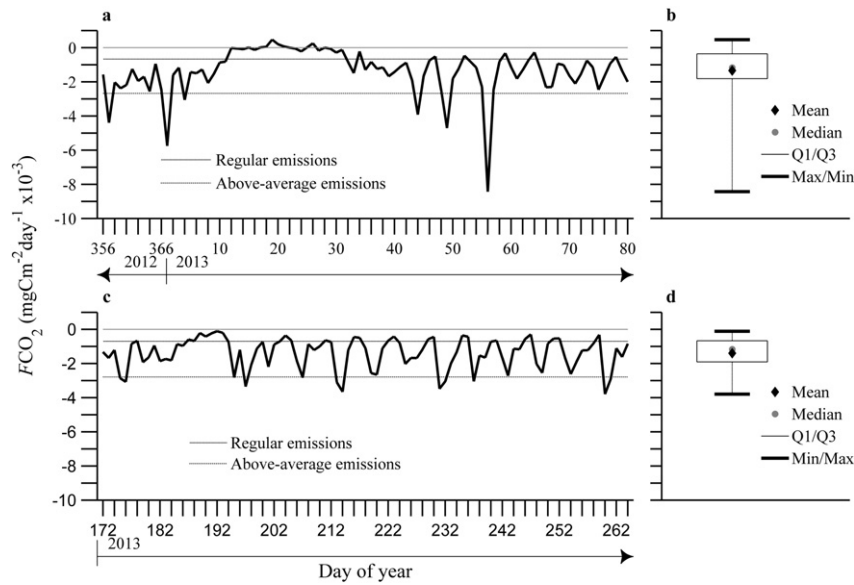 a
b
0
-2
-4
-6
-8
-10
Regular emissions
Above-average emissions
Mean
Median
Q1/Q3
Max/Min
356 366 10 20 30 40 50 60 70 80
2012 2013
FCO₂ (mgCm⁻²day⁻¹ x10⁻³)
c
d
0
-2
-4
-6
-8
-10
Regular emissions
Above-average emissions
Mean
Median
Q1/Q3
Min/Max
172 182 192 202 212 222 232 242 252 262
2013
Day of year